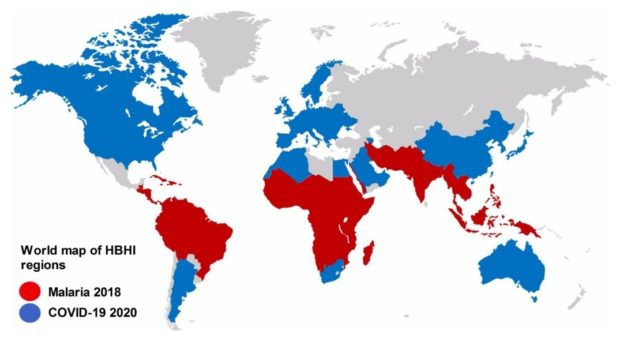 World map of HBHI
regions
Malaria 2018
COVID-19 2020